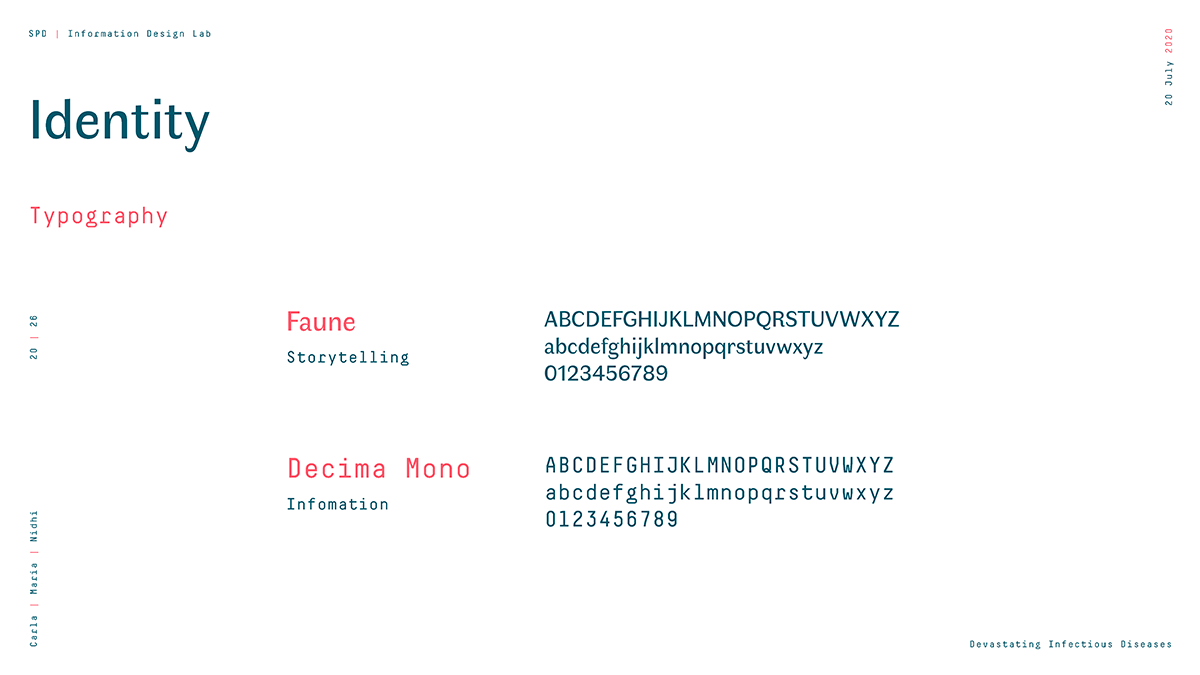 SPD | Information Design Lab
20 July 2020
Identity
Typography
20 | 26
Faune
Storytelling
ABCDEFGHIJKLMNOPQRSTUVWXYZ
abcdefghijklmnopqrstuvwxyz
0123456789
Decima Mono
Infomation
ABCDEFGHIJKLMNOPQRSTUVWXYZ
abcdefghijklmnopqrstuvwxyz
0123456789
Carla | Maria | Nidhi
Devastating Infectious Diseases